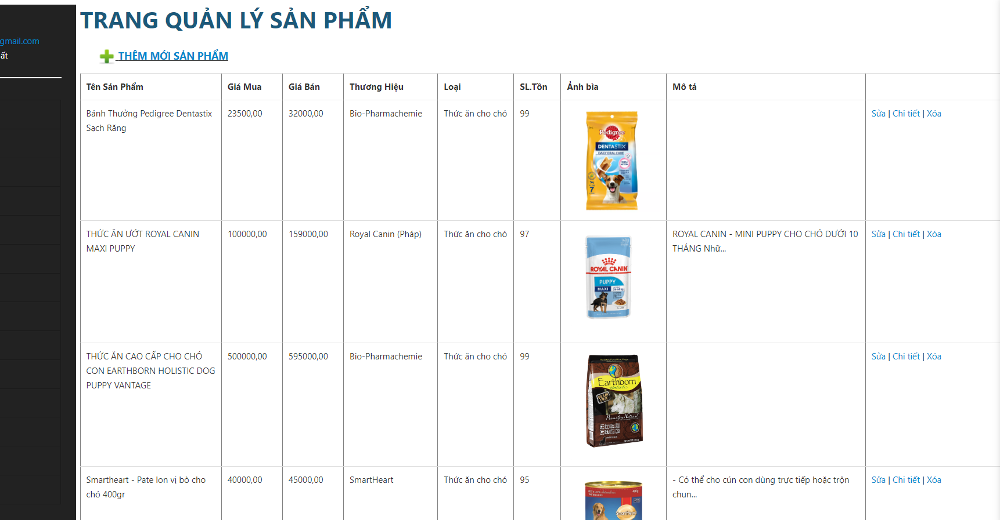 TRANG QUẢN LÝ SẢN PHẨM
gmail.com
ất
THÊM MỚI SẢN PHẨM
Tên Sản Phẩm Giá Mua Giá Bán Thương Hiệu Loại SL.Tồn Ảnh bìa Mô tả
Bánh Thưởng Pedigree Dentastix 23500,00 32000,00 Bio-Pharmachemie Thức ăn cho chó 99 Sửa | Chi tiết | Xóa
Sạch Răng
Pedigree
DENTASTIX
DAILY ORAL CARE
7
THỨC ĂN ƯỚT ROYAL CANIN 100000,00 159000,00 Royal Canin (Pháp) Thức ăn cho chó 97 ROYAL CANIN - MINI PUPPY CHO CHÓ DƯỚI 10 Sửa | Chi tiết | Xóa
MAXI PUPPY THÁNG Nhữ...
ROYAL CANIN
PUPPY
MAXI
THỨC ĂN CAO CẤP CHO CHÓ 500000,00 595000,00 Bio-Pharmachemie Thức ăn cho chó 99 Sửa | Chi tiết | Xóa
CON EARTHBORN HOLISTIC DOG
PUPPY VANTAGE
Earthborn
Holistic
GRAIN
FREE
Primitive Natural
Smartheart - Pate lon vị bò cho 40000,00 45000,00 SmartHeart Thức ăn cho chó 95 - Có thể cho cún con dùng trực tiếp hoặc trộn Sửa | Chi tiết | Xóa
chó 400gr chun...
SmartHeart